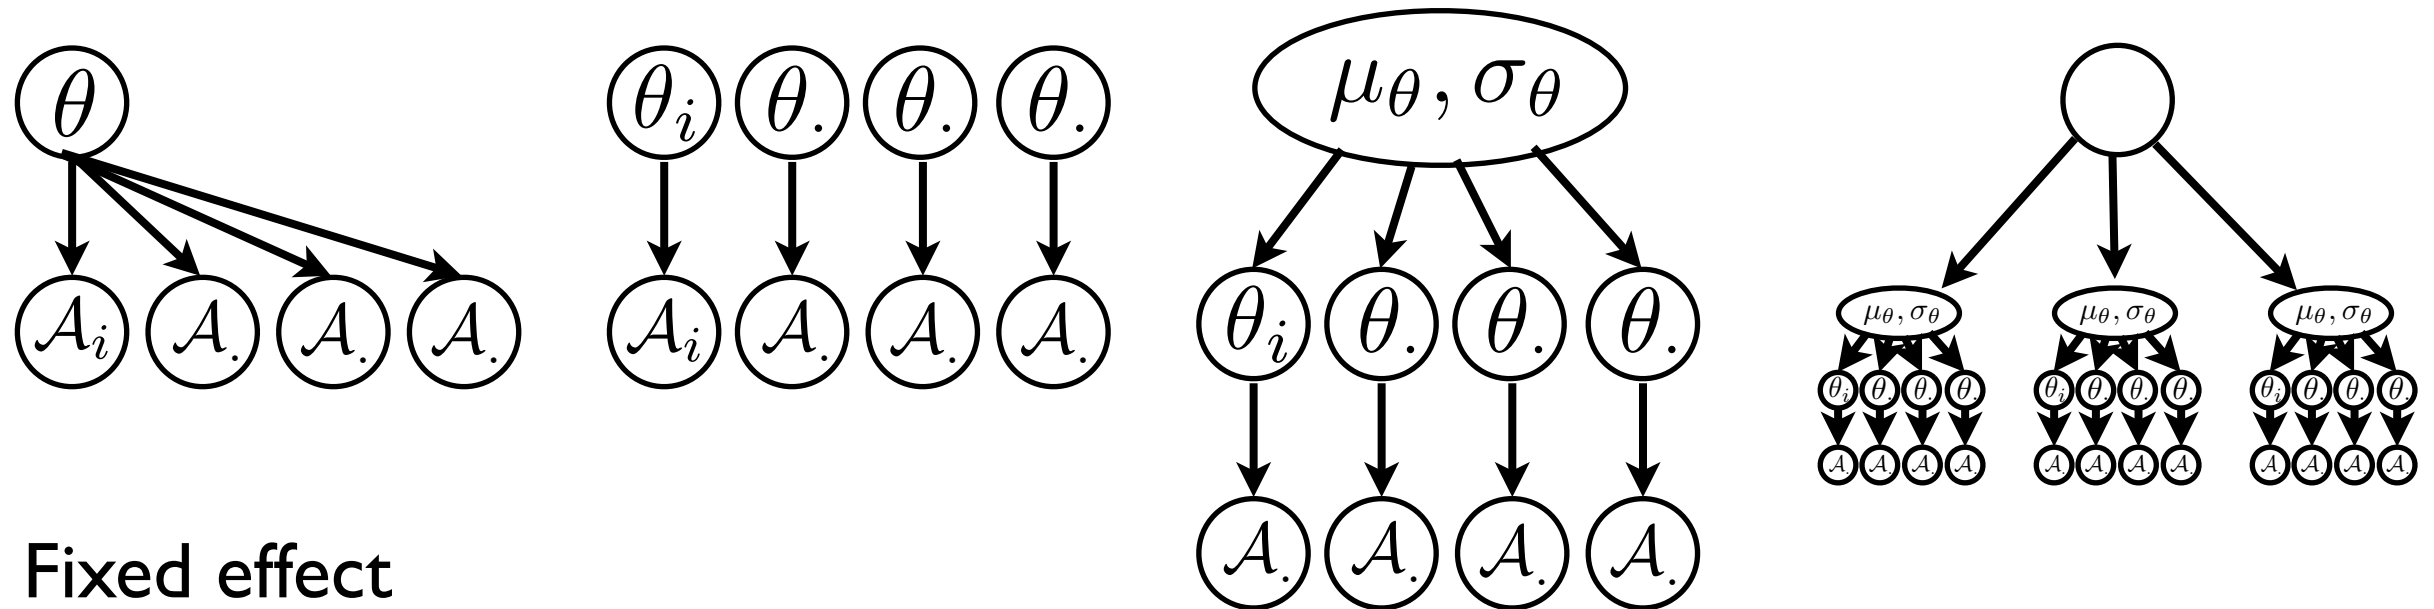 θ
𝒜i 𝒜. 𝒜. 𝒜.
θi θ. θ. θ.
𝒜i 𝒜. 𝒜. 𝒜.
μθ, σθ
θi θ. θ. θ.
𝒜. 𝒜. 𝒜. 𝒜.
μθ, σθ μθ, σθ μθ, σθ
θi θ. θ. θ. θi θ. θ. θ. θi θ. θ. θ.
𝒜. 𝒜. 𝒜. 𝒜. 𝒜. 𝒜. 𝒜. 𝒜. 𝒜. 𝒜. 𝒜. 𝒜.
Fixed effect